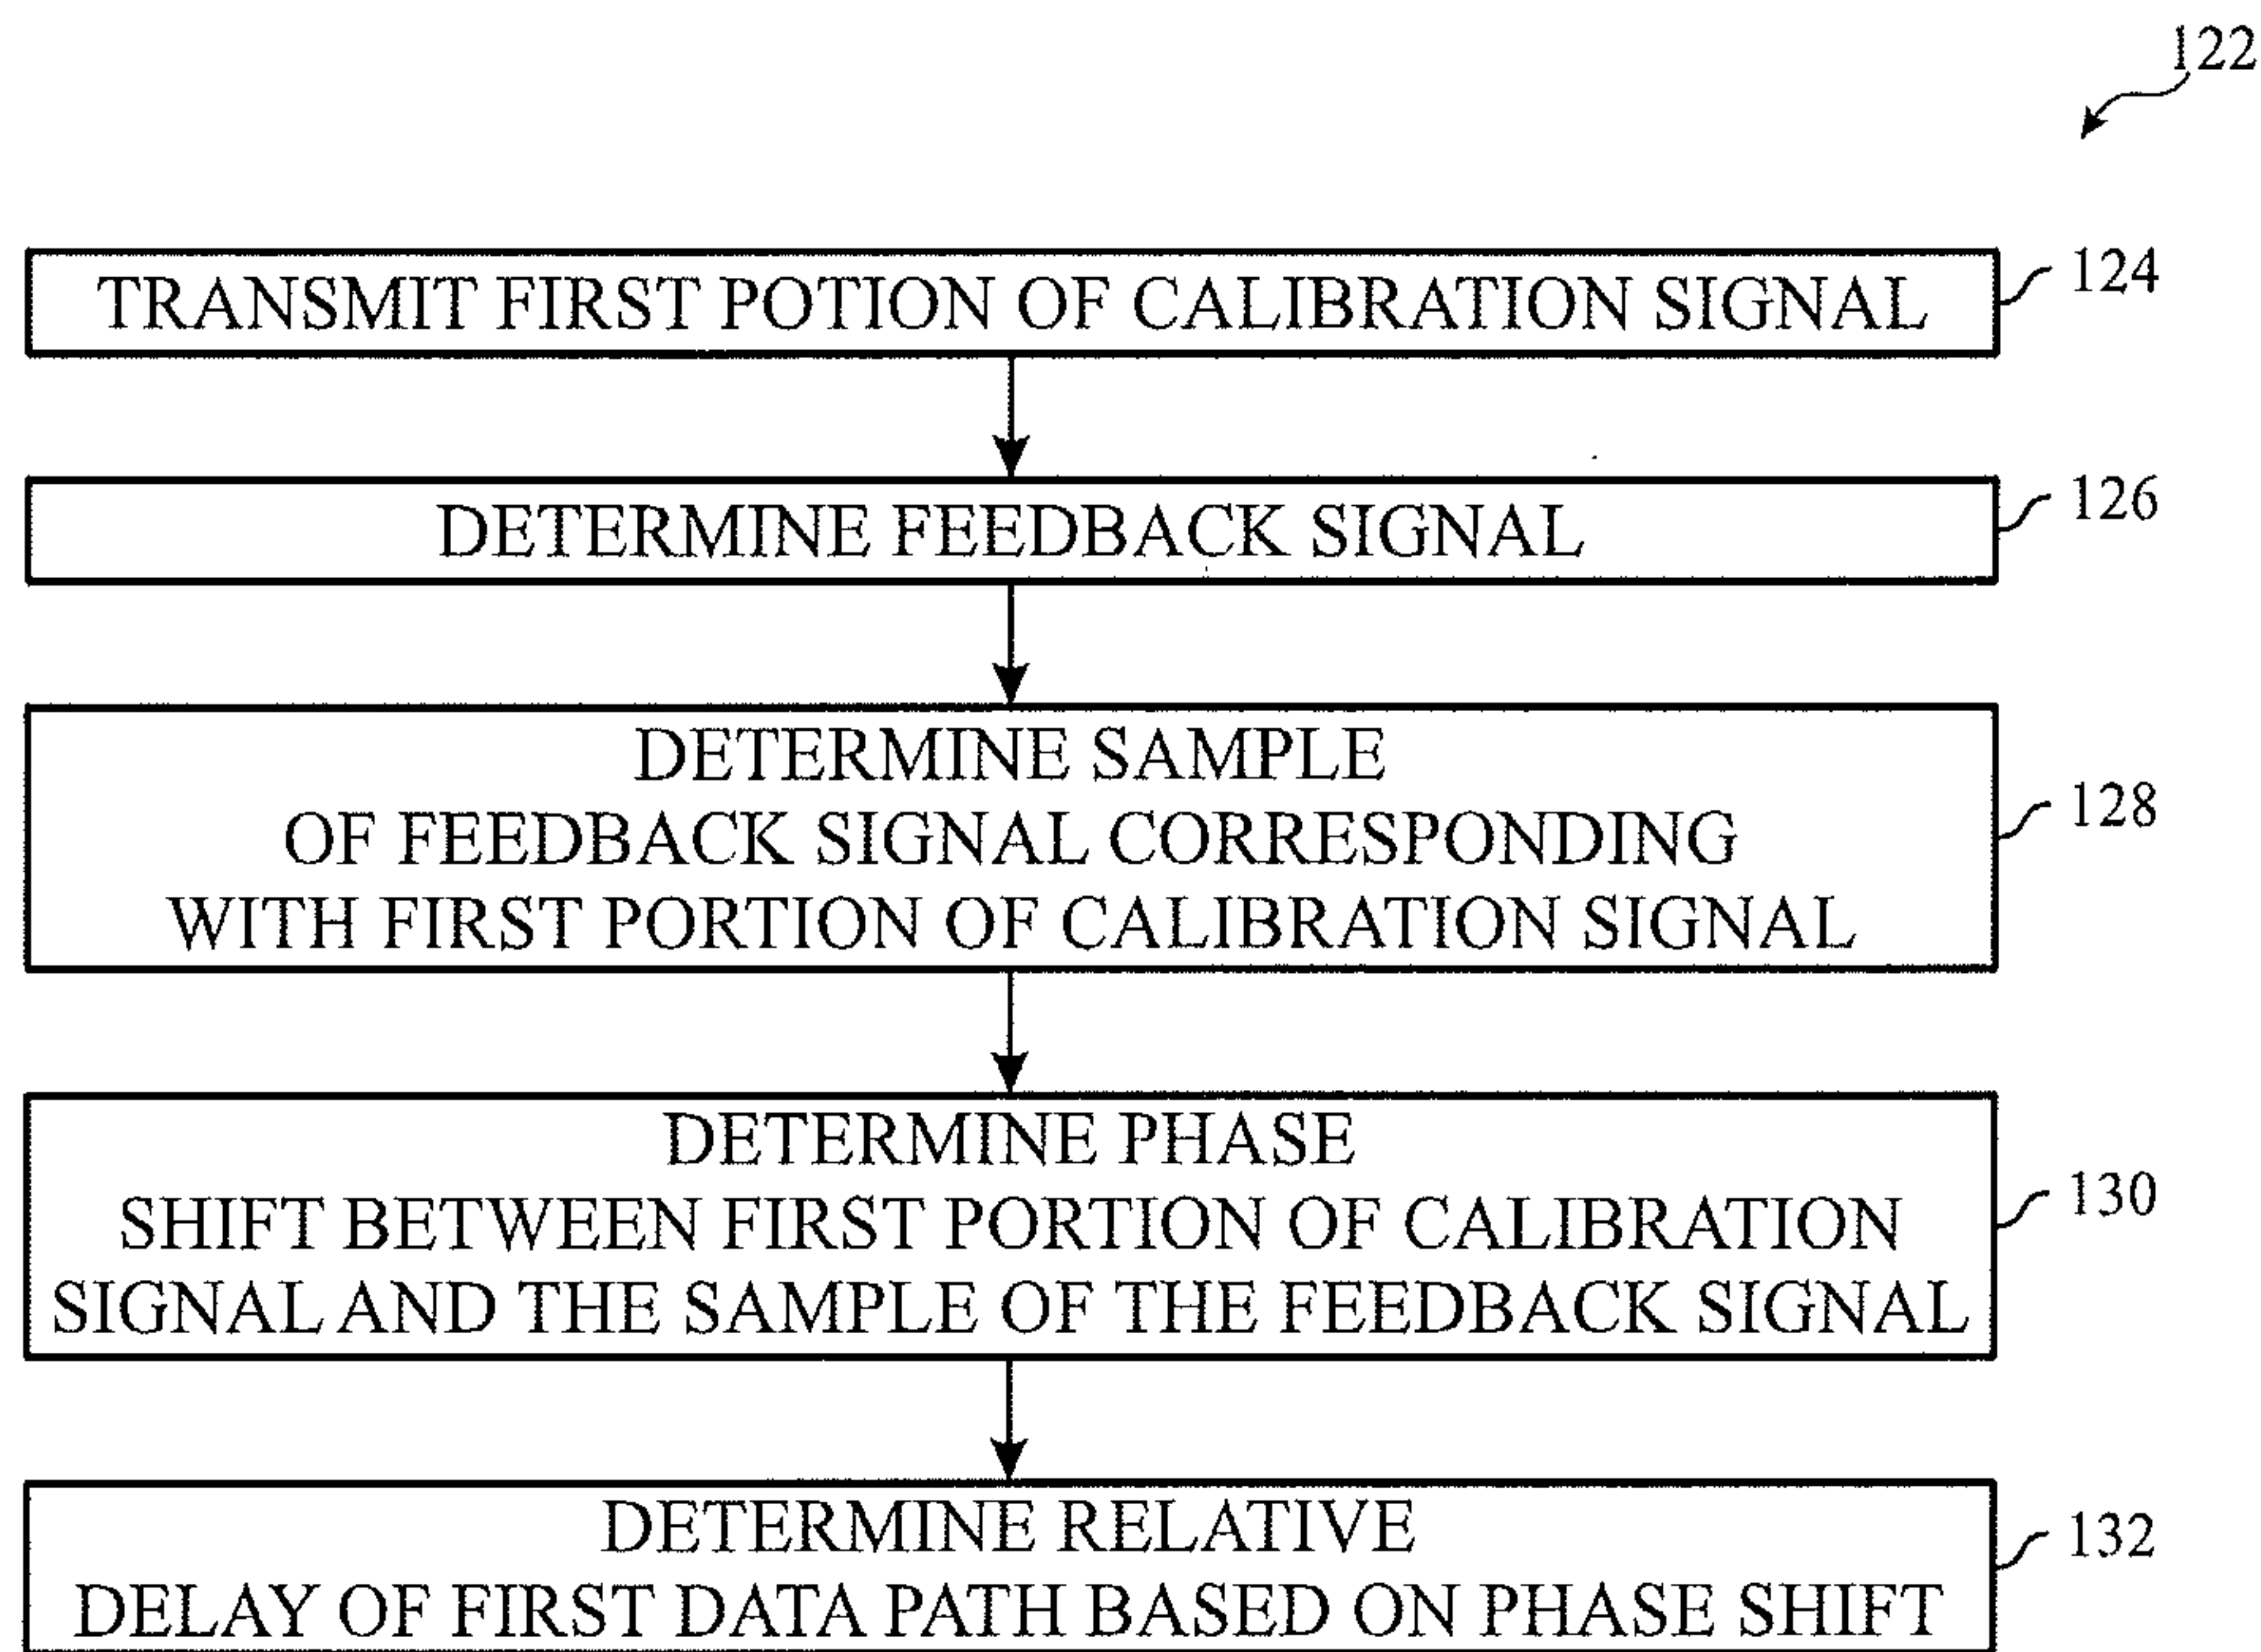 122
TRANSMIT FIRST POTION OF CALIBRATION SIGNAL
124
DETERMINE FEEDBACK SIGNAL
126
DETERMINE SAMPLE
OF FEEDBACK SIGNAL CORRESPONDING
WITH FIRST PORTION OF CALIBRATION SIGNAL
128
DETERMINE PHASE
SHIFT BETWEEN FIRST PORTION OF CALIBRATION
SIGNAL AND THE SAMPLE OF THE FEEDBACK SIGNAL
130
DETERMINE RELATIVE
DELAY OF FIRST DATA PATH BASED ON PHASE SHIFT
132